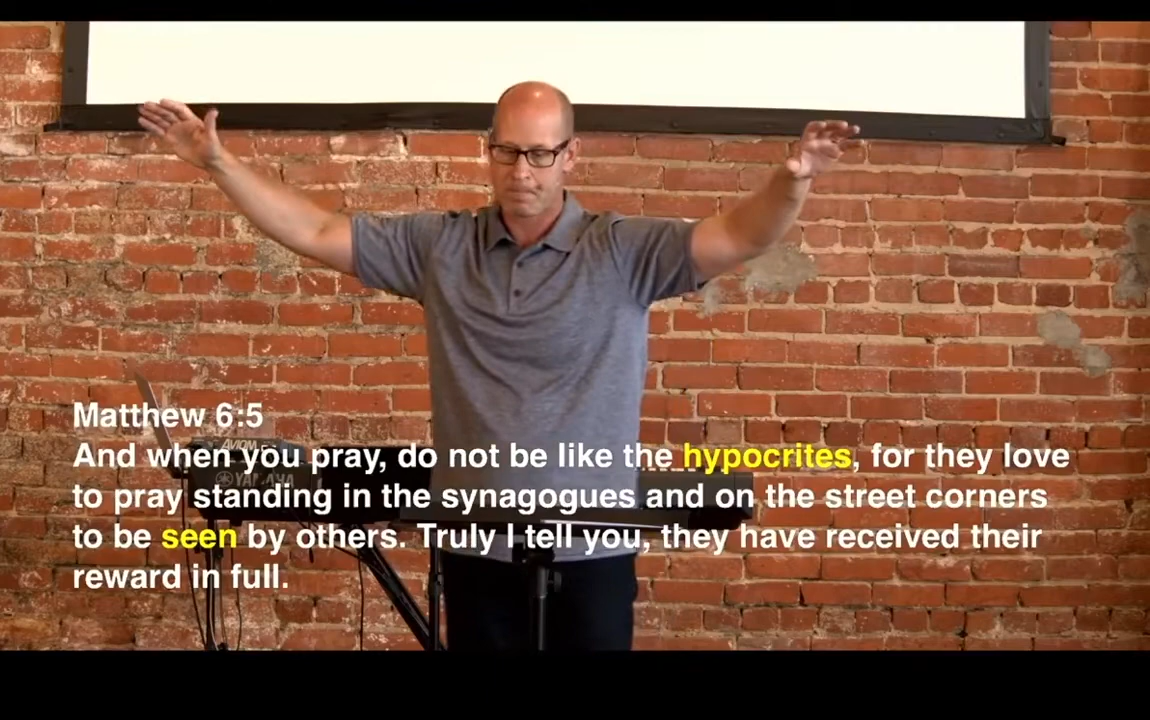 Matthew 6:5
AVIOM
And when you pray, do not be like the hypocrites, for they love
YAMAHA
to pray standing in the synagogues and on the street corners
to be seen by others. Truly I tell you, they have received their
reward in full.